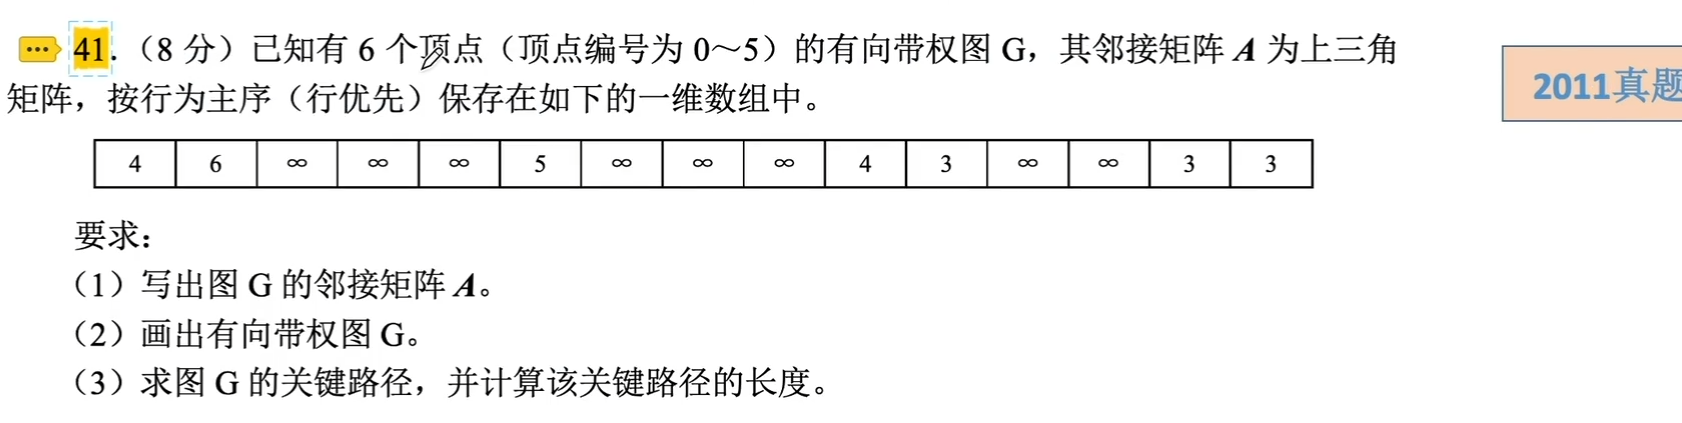 41.（8 分）已知有 6 个顶点（顶点编号为 0～5）的有向带权图 G，其邻接矩阵 A 为上三角
矩阵，按行为主序（行优先）保存在如下的一维数组中。
2011真题
4 6 ∞ ∞ ∞ 5 ∞ ∞ ∞ 4 3 ∞ ∞ 3 3
要求：
（1）写出图 G 的邻接矩阵 A。
（2）画出有向带权图 G。
（3）求图 G 的关键路径，并计算该关键路径的长度。